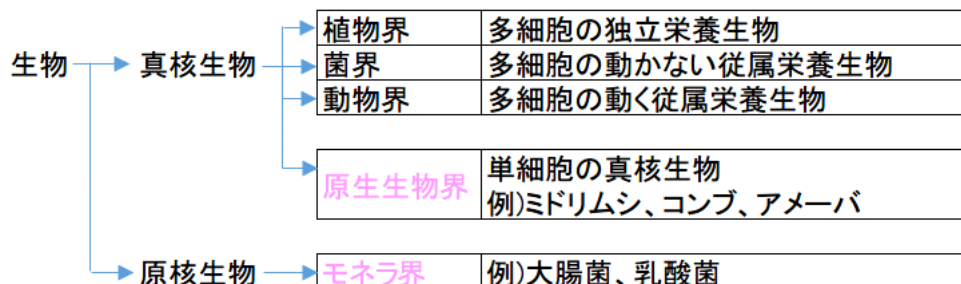 植物界 多細胞の独立栄養生物
生物 真核生物 菌界 多細胞の動かない従属栄養生物
動物界 多細胞の動く従属栄養生物
原生生物界 単細胞の真核生物
例)ミドリムシ、コンブ、アメーバ
原核生物 モネラ界 例)大腸菌、乳酸菌